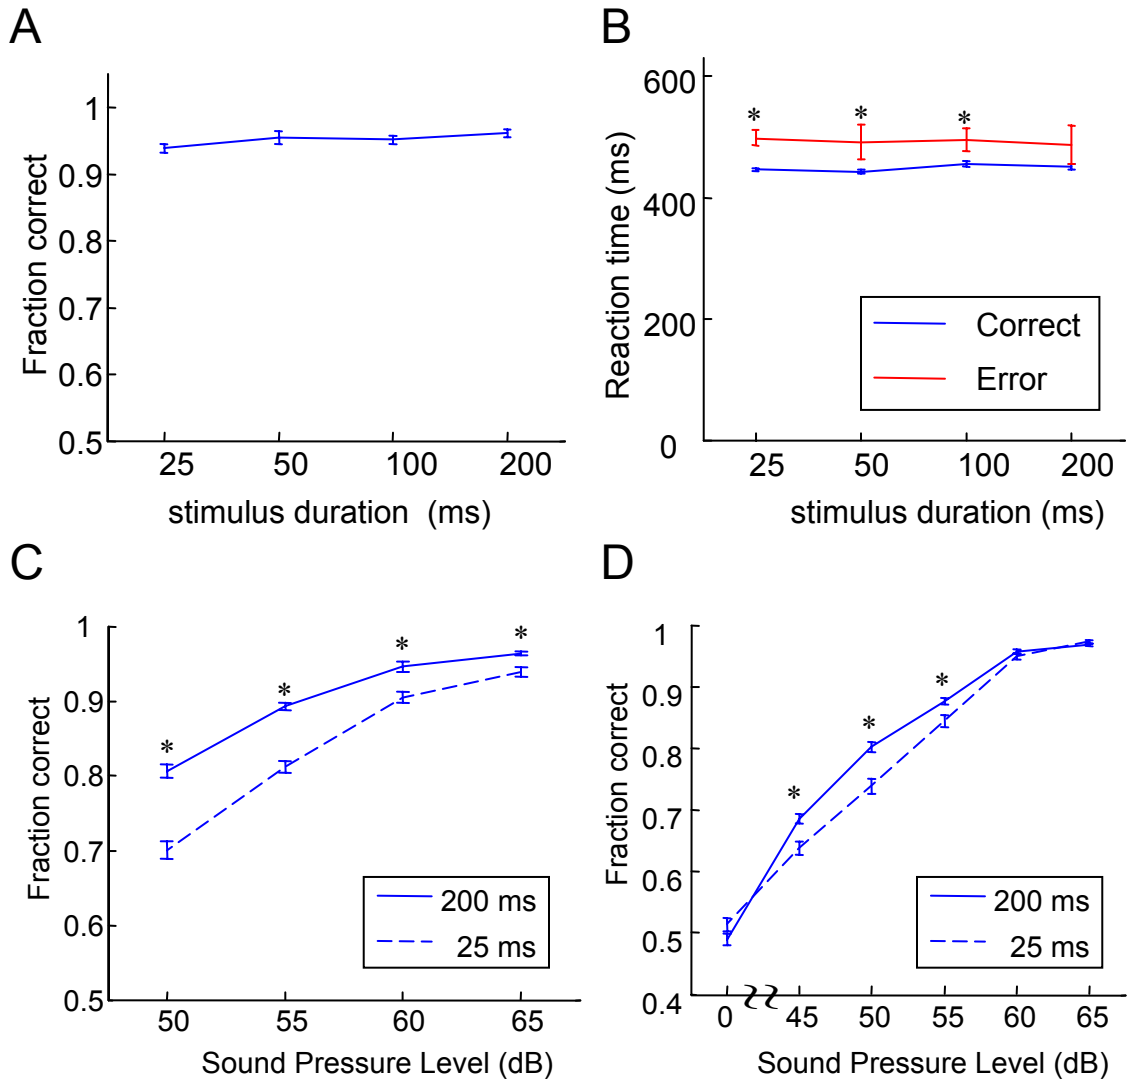 A
1
0.9
0.8
0.7
0.6
0.5
Fraction correct
25 50 100 200
stimulus duration (ms)
B
600
400
200
0
Reaction time (ms)
* * *
Correct
Error
25 50 100 200
stimulus duration (ms)
C
1
0.9
0.8
0.7
0.6
0.5
Fraction correct
* * * *
200 ms
25 ms
50 55 60 65
Sound Pressure Level (dB)
D
1
0.9
0.8
0.7
0.6
0.5
0.4
Fraction correct
* * *
200 ms
25 ms
0 45 50 55 60 65
Sound Pressure Level (dB)